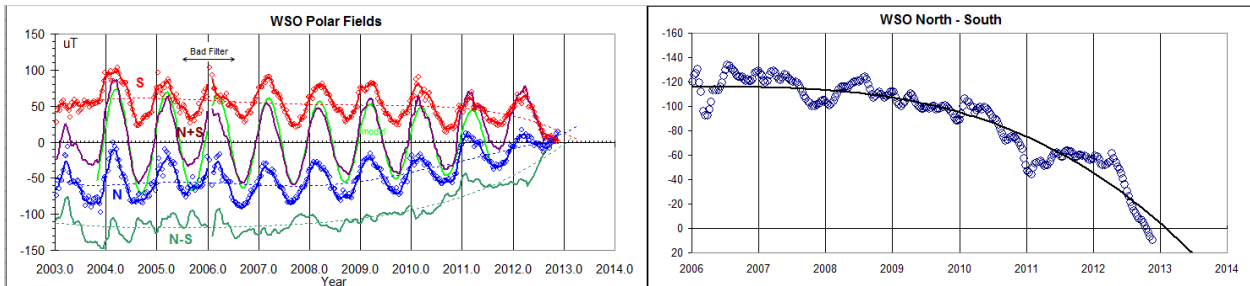 WSO Polar Fields
150
100
50
0
-50
-100
-150
uT
Bad Filter
S
N+S
model
N
N-S
2003.0 2004.0 2005.0 2006.0 2007.0 2008.0 2009.0 2010.0 2011.0 2012.0 2013.0 2014.0
Year
WSO North - South
-160
-140
-120
-100
-80
-60
-40
-20
0
20
2006 2007 2008 2009 2010 2011 2012 2013 2014